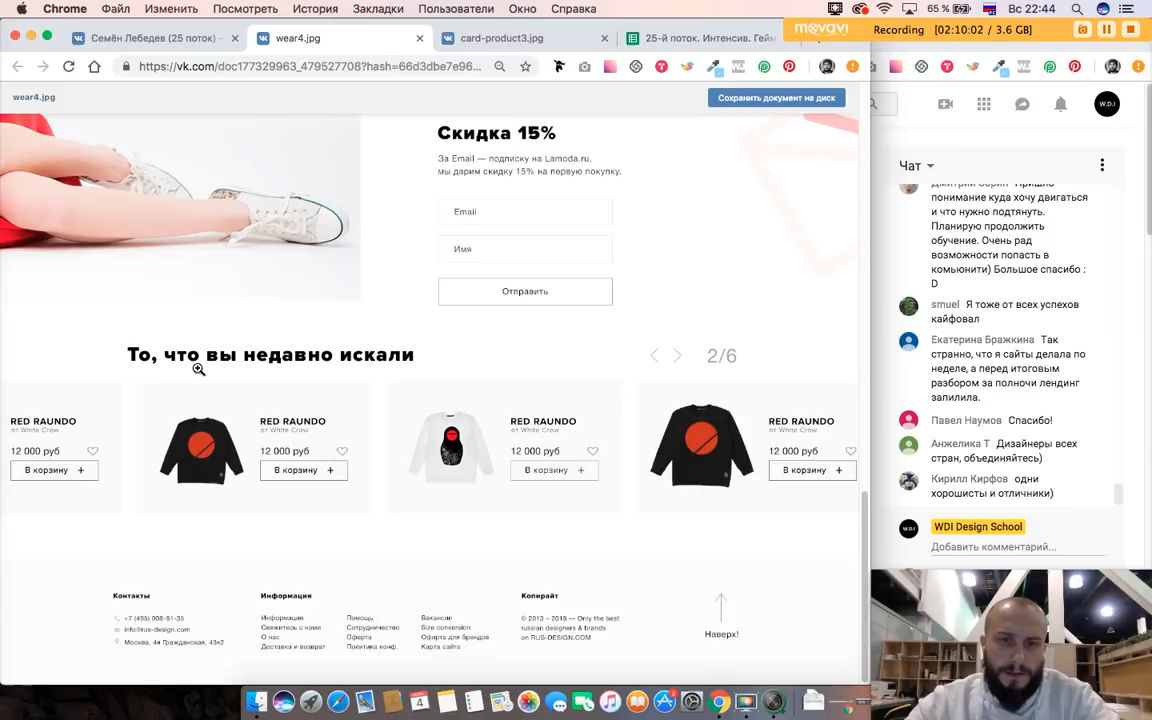 Chrome Файл Изменить Посмотреть История Закладки Пользователи Окно Справка
65 % Вс 22:44
Семён Лебедев (25 поток) –
wear4.jpg
card-product3.jpg
25-й поток. Интенсив. Гейм
movavi
Recording [02:10:02 / 3.6 GB]
https://vk.com/doc177329963_479527708?hash=66d3dbe7e96...
wear4.jpg
Сохранить документ на диск
W.D.I
Скидка 15%
За Email — подписку на Lamoda.ru,
мы дарим скидку 15% на первую покупку.
Email
Имя
Отправить
То, что вы недавно искали
2/6
RED RAUNDO
от White Crow
12 000 руб
В корзину +
RED RAUNDO
от White Crow
12 000 руб
В корзину +
RED RAUNDO
от White Crow
12 000 руб
В корзину +
RED RAUNDO
от White Crow
12 000 руб
В корзину +
Контакты
+7 (495) 006-81-35
info@rus-design.com
Москва, 4я Гражданская, 43к2
Информация
Информация
Свяжитесь с нами
О нас
Доставка и возврат
Помощь
Сотрудничество
Оферта
Политика конф.
Вакансии
Size conversion
Оферта для брендов
Карта сайта
Копирайт
© 2013 – 2015 — Only the best
russian designers & brands
on RUS-DESIGN.COM
Наверх!
Чат
понимание куда хочу двигаться
и что нужно подтянуть.
Планирую продолжить
обучение. Очень рад
возможности попасть в
комьюнити) Большое спасибо :
D
smuel Я тоже от всех успехов
кайфовал
Екатерина Бражкина Так
странно, что я сайты делала по
неделе, а перед итоговым
разбором за полночи лендинг
запилила.
Павел Наумов Спасибо!
Анжелика Т Дизайнеры всех
стран, объединяйтесь)
Кирилл Кирфов одни
хорошисты и отличники)
WDI Design School
Добавить комментарий...
W.D.I